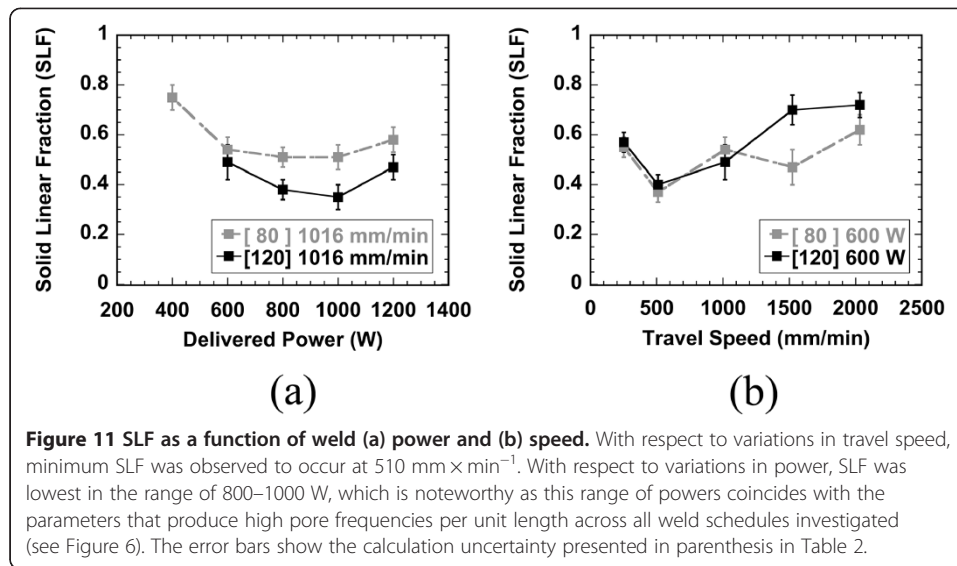 1
0.8
0.6
0.4
0.2
0
Solid Linear Fraction (SLF)
[ 80 ] 1016 mm/min
[120] 1016 mm/min
200 400 600 800 1000 1200 1400
Delivered Power (W)
(a)
1
0.8
0.6
0.4
0.2
0
Solid Linear Fraction (SLF)
[ 80 ] 600 W
[120] 600 W
0 500 1000 1500 2000 2500
Travel Speed (mm/min)
(b)
Figure 11 SLF as a function of weld (a) power and (b) speed. With respect to variations in travel speed,
minimum SLF was observed to occur at 510 mm × min⁻¹. With respect to variations in power, SLF was
lowest in the range of 800–1000 W, which is noteworthy as this range of powers coincides with the
parameters that produce high pore frequencies per unit length across all weld schedules investigated
(see Figure 6). The error bars show the calculation uncertainty presented in parenthesis in Table 2.